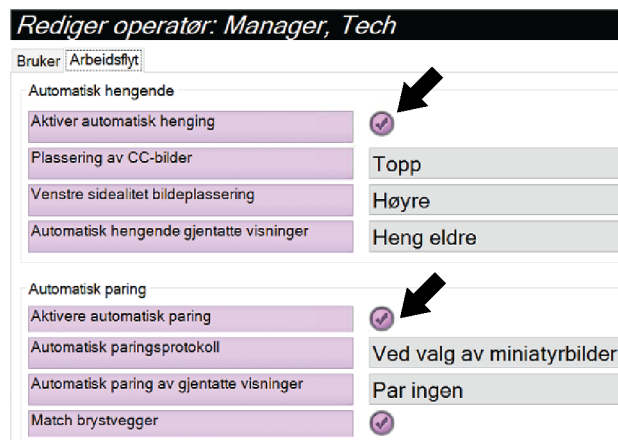 Rediger operatør: Manager, Tech
Bruker Arbeidsflyt
Automatisk hengende
Aktiver automatisk henging
Plassering av CC-bilder Topp
Venstre sidealitet bildeplassering Høyre
Automatisk hengende gjentatte visninger Heng eldre
Automatisk paring
Aktivere automatisk paring
Automatisk paringsprotokoll Ved valg av miniatyrbilder
Automatisk paring av gjentatte visninger Par ingen
Match brystvegger